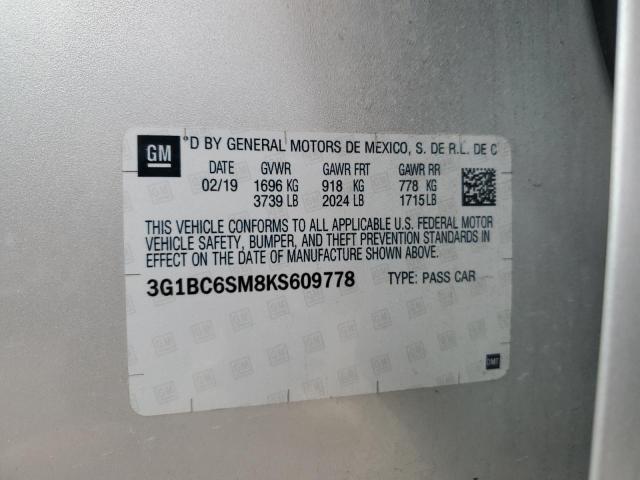 GM
°D BY GENERAL MOTORS DE MEXICO, S. DE R.L. DE C
DATE GVWR GAWR FRT GAWR RR
02/19 1696 KG 918 KG 778 KG
3739 LB 2024 LB 1715 LB
THIS VEHICLE CONFORMS TO ALL APPLICABLE U.S. FEDERAL MOTOR
VEHICLE SAFETY, BUMPER, AND THEFT PREVENTION STANDARDS IN
EFFECT ON THE DATE OF MANUFACTURE SHOWN ABOVE.
3G1BC6SM8KS609778 TYPE: PASS CAR
DMT